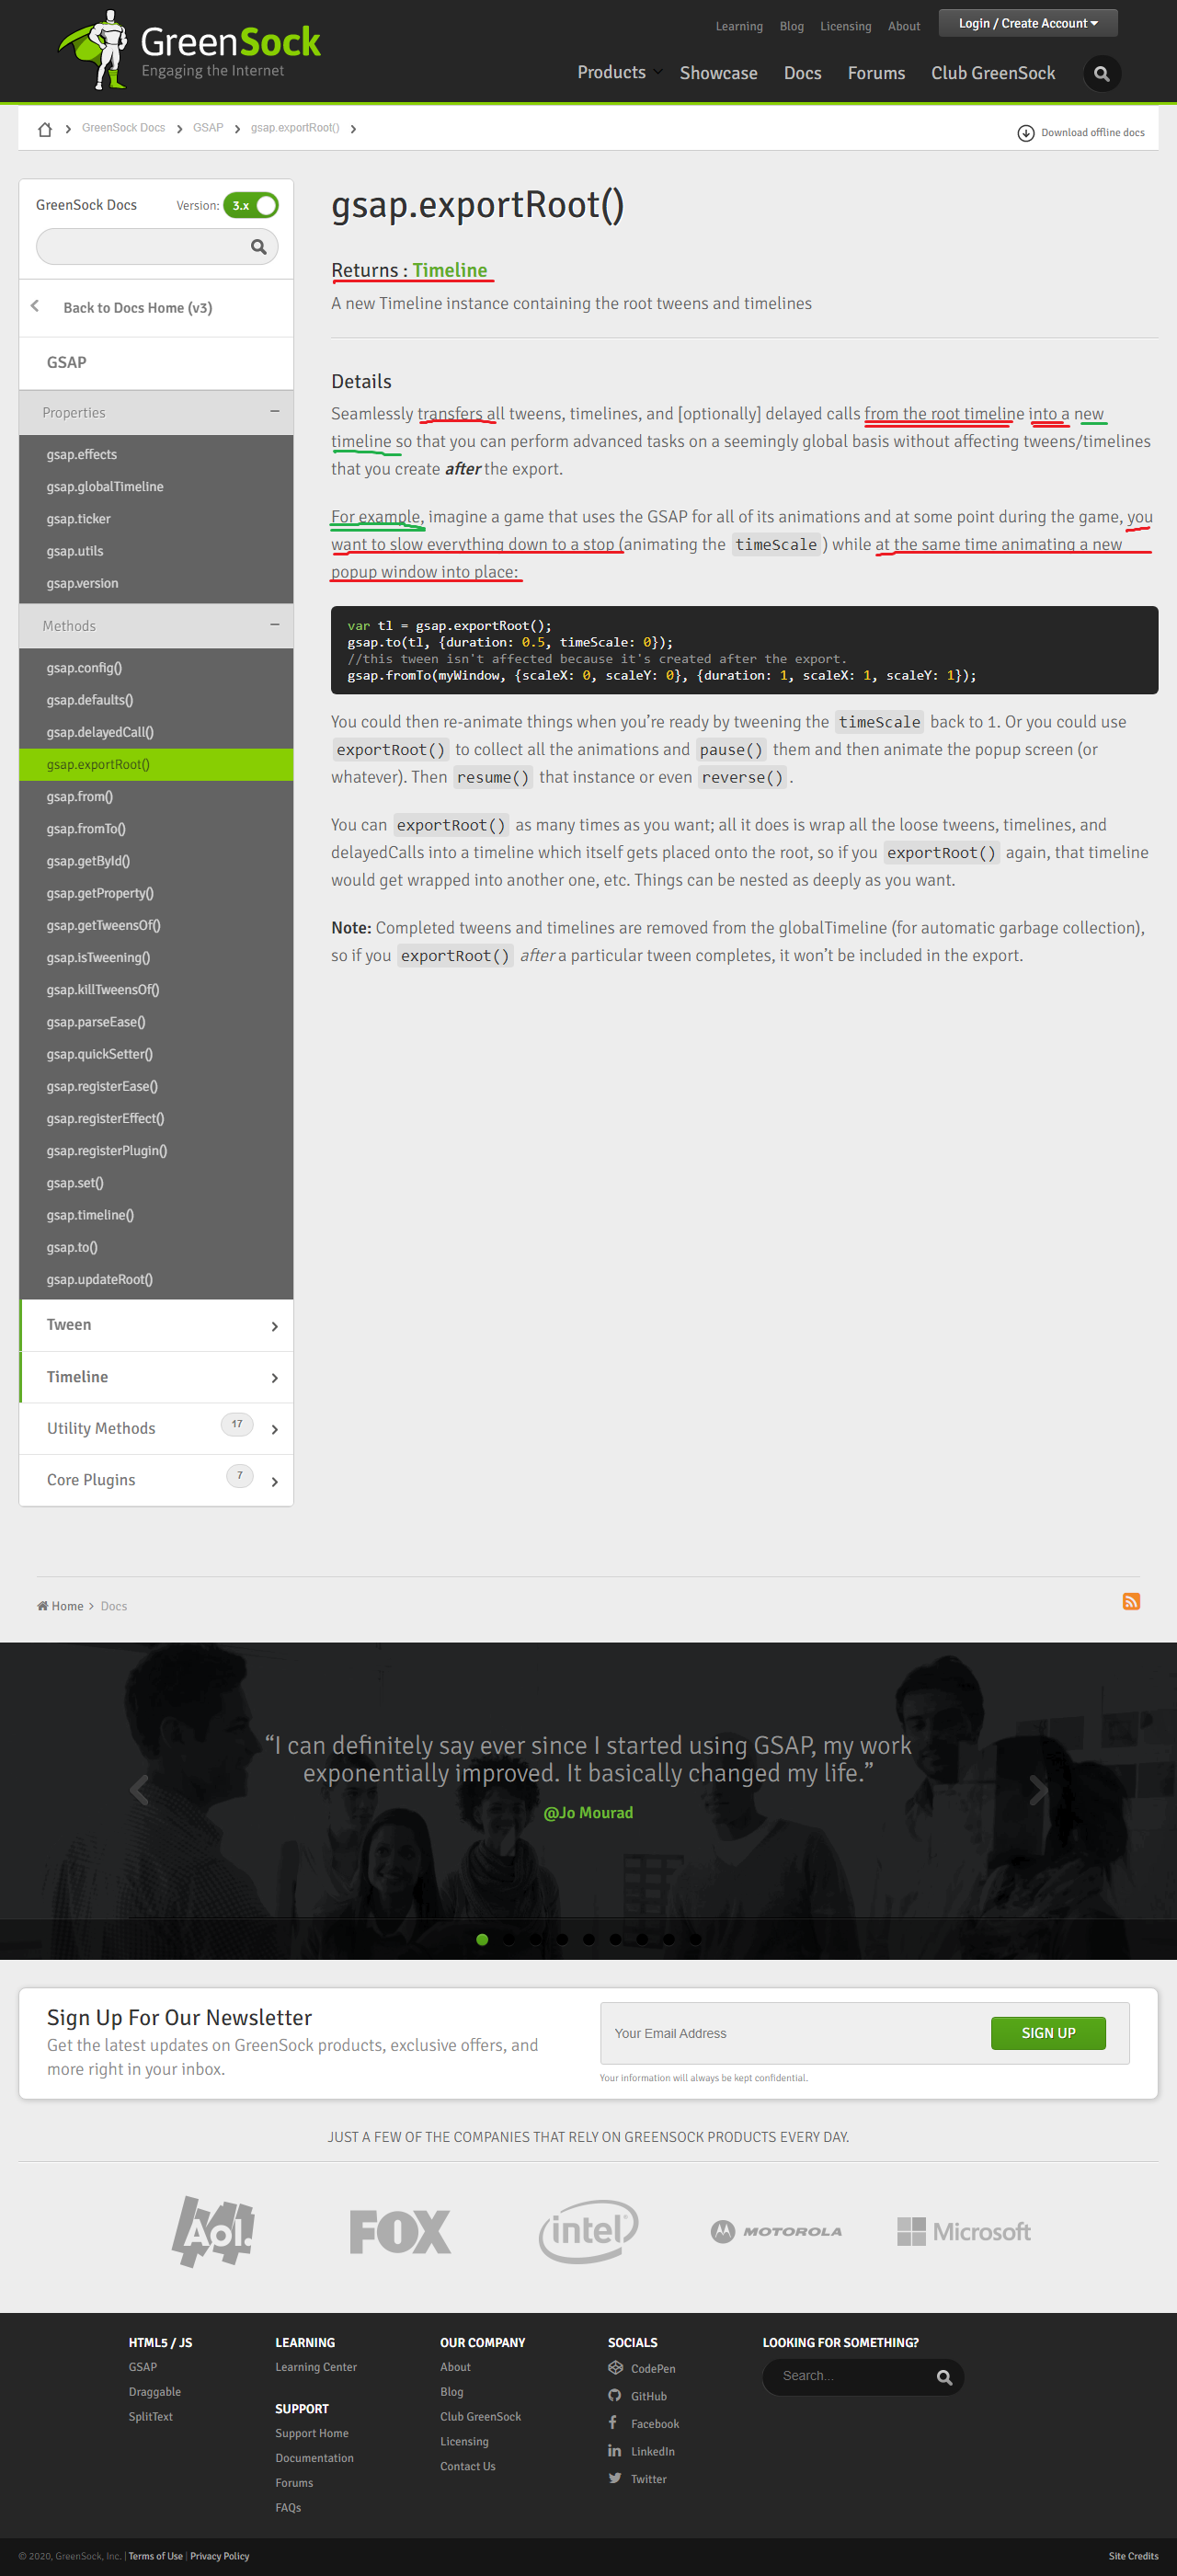 GreenSock
Engaging the Internet
Learning Blog Licensing About Login / Create Account
Products Showcase Docs Forums Club GreenSock
GreenSock Docs GSAP gsap.exportRoot()
Download offline docs
GreenSock Docs Version: 3.x
Back to Docs Home (v3)
GSAP
Properties
gsap.effects
gsap.globalTimeline
gsap.ticker
gsap.utils
gsap.version
Methods
gsap.config()
gsap.defaults()
gsap.delayedCall()
gsap.exportRoot()
gsap.from()
gsap.fromTo()
gsap.getById()
gsap.getProperty()
gsap.getTweensOf()
gsap.isTweening()
gsap.killTweensOf()
gsap.parseEase()
gsap.quickSetter()
gsap.registerEase()
gsap.registerEffect()
gsap.registerPlugin()
gsap.set()
gsap.timeline()
gsap.to()
gsap.updateRoot()
Tween
Timeline
Utility Methods 17
Core Plugins 7
gsap.exportRoot()
Returns : Timeline
A new Timeline instance containing the root tweens and timelines
Details
Seamlessly transfers all tweens, timelines, and [optionally] delayed calls from the root timeline into a new
timeline so that you can perform advanced tasks on a seemingly global basis without affecting tweens/timelines
that you create after the export.
For example, imagine a game that uses the GSAP for all of its animations and at some point during the game, you
want to slow everything down to a stop (animating the timeScale ) while at the same time animating a new
popup window into place:
var tl = gsap.exportRoot();
gsap.to(tl, {duration: 0.5, timeScale: 0});
//this tween isn't affected because it's created after the export.
gsap.fromTo(myWindow, {scaleX: 0, scaleY: 0}, {duration: 1, scaleX: 1, scaleY: 1});
You could then re-animate things when you’re ready by tweening the timeScale back to 1. Or you could use
exportRoot() to collect all the animations and pause() them and then animate the popup screen (or
whatever). Then resume() that instance or even reverse() .
You can exportRoot() as many times as you want; all it does is wrap all the loose tweens, timelines, and
delayedCalls into a timeline which itself gets placed onto the root, so if you exportRoot() again, that timeline
would get wrapped into another one, etc. Things can be nested as deeply as you want.
Note: Completed tweens and timelines are removed from the globalTimeline (for automatic garbage collection),
so if you exportRoot() after a particular tween completes, it won’t be included in the export.
Home Docs
“I can definitely say ever since I started using GSAP, my work
exponentially improved. It basically changed my life.”
@Jo Mourad
Sign Up For Our Newsletter
Get the latest updates on GreenSock products, exclusive offers, and
more right in your inbox.
Your Email Address SIGN UP
Your information will always be kept confidential.
JUST A FEW OF THE COMPANIES THAT RELY ON GREENSOCK PRODUCTS EVERY DAY.
Aol. FOX intel MOTOROLA Microsoft
HTML5 / JS
GSAP
Draggable
SplitText
LEARNING
Learning Center
SUPPORT
Support Home
Documentation
Forums
FAQs
OUR COMPANY
About
Blog
Club GreenSock
Licensing
Contact Us
SOCIALS
CodePen
GitHub
Facebook
LinkedIn
Twitter
LOOKING FOR SOMETHING?
Search...
© 2020, GreenSock, Inc. | Terms of Use | Privacy Policy
Site Credits